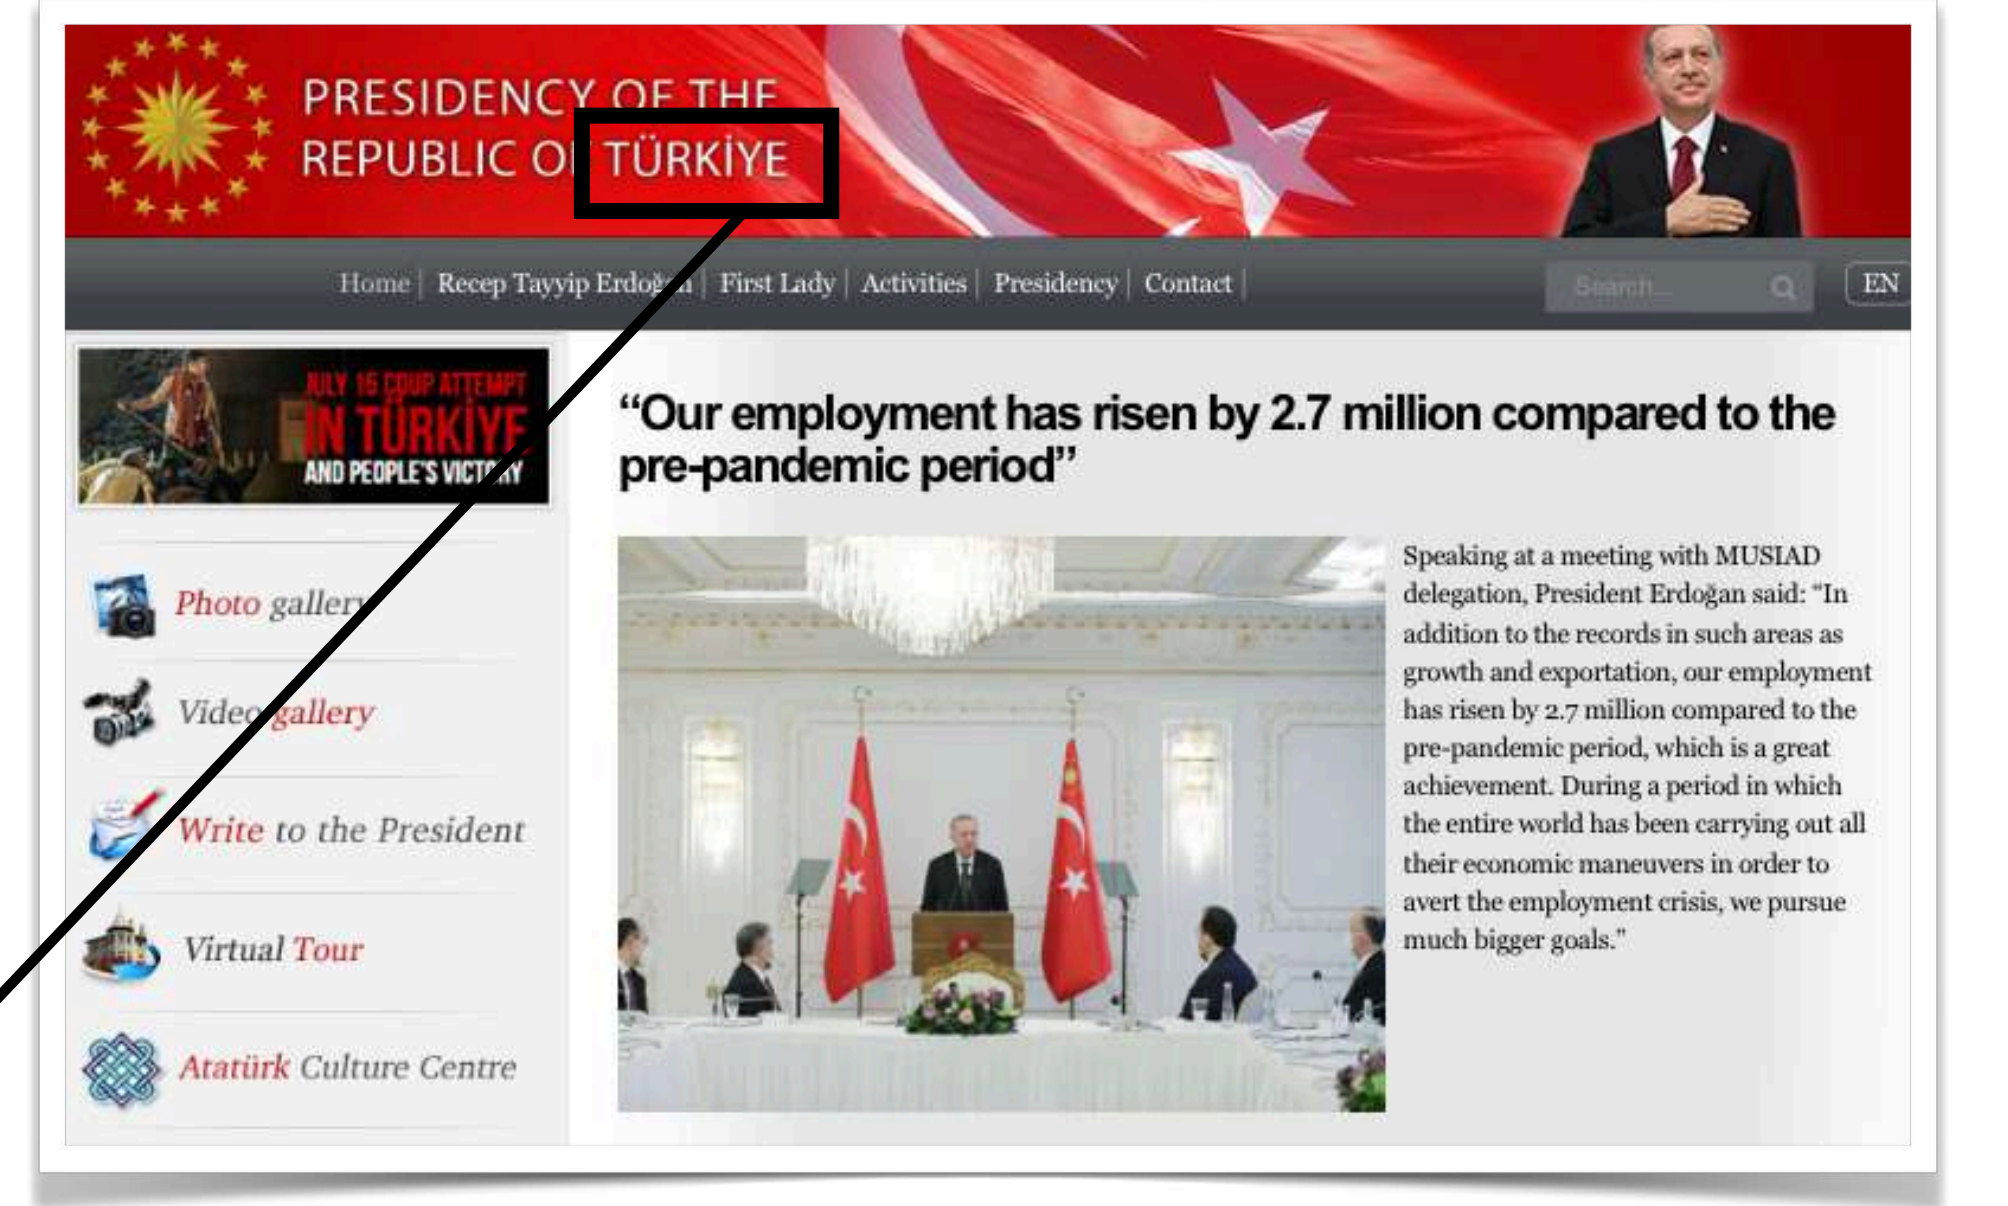 PRESIDENCY OF THE
REPUBLIC OF TÜRKİYE
Home | Recep Tayyip Erdoğan | First Lady | Activities | Presidency | Contact |
Search...
EN
JULY 15 COUP ATTEMPT
IN TÜRKİYE
AND PEOPLE'S VICTORY
Photo gallery
Video gallery
Write to the President
Virtual Tour
Atatürk Culture Centre
“Our employment has risen by 2.7 million compared to the
pre-pandemic period”
Speaking at a meeting with MUSIAD
delegation, President Erdoğan said: “In
addition to the records in such areas as
growth and exportation, our employment
has risen by 2.7 million compared to the
pre-pandemic period, which is a great
achievement. During a period in which
the entire world has been carrying out all
their economic maneuvers in order to
avert the employment crisis, we pursue
much bigger goals.”